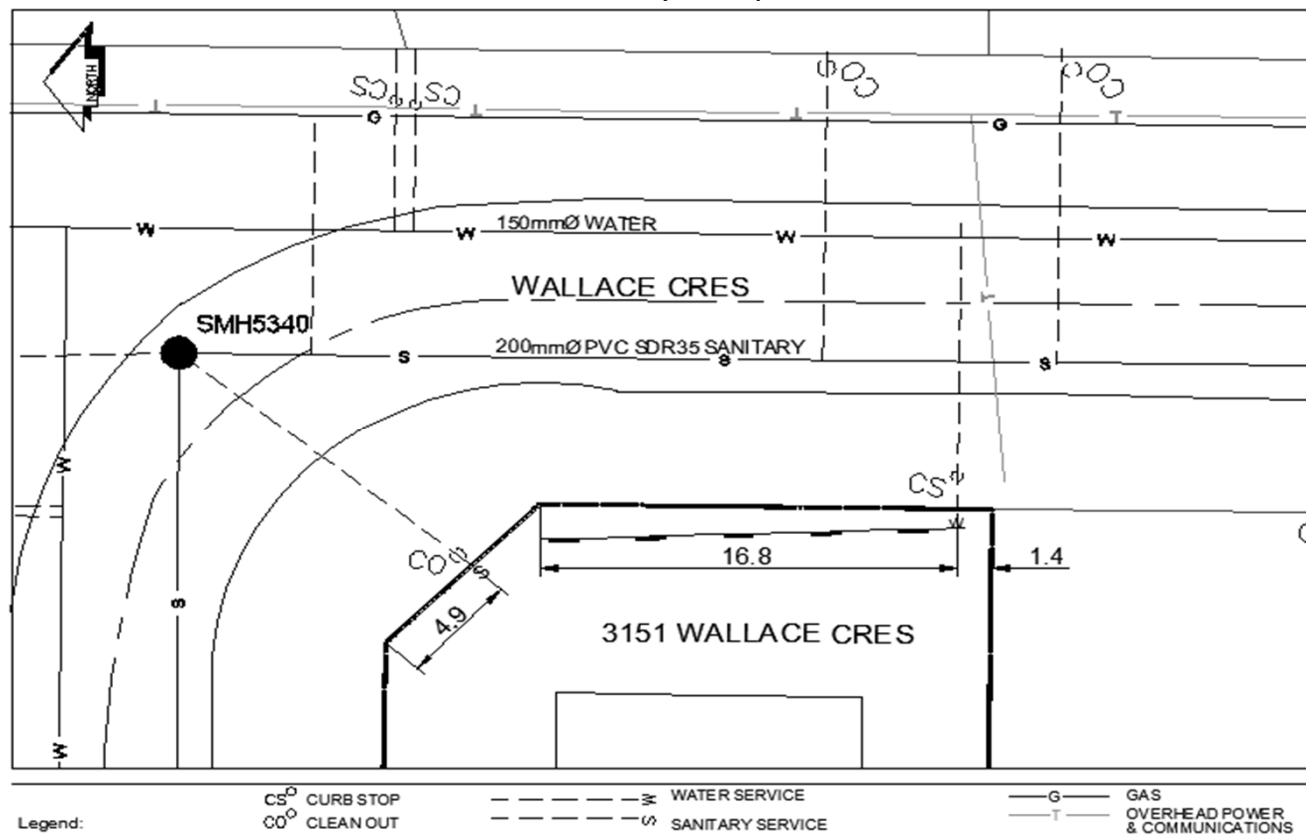 NORTH
CS CS
CO
CO
T T T T
G G
150mmØ WATER
W W W W
WALLACE CRES
T
SMH5340
200mmØ PVC SDR35 SANITARY
S S S
W
CS
W
CO
S
16.8
1.4
4.9
S
3151 WALLACE CRES
W
Legend:
CS CURB STOP
CO CLEAN OUT
W WATER SERVICE
S SANITARY SERVICE
G GAS
T OVERHEAD POWER
& COMMUNICATIONS